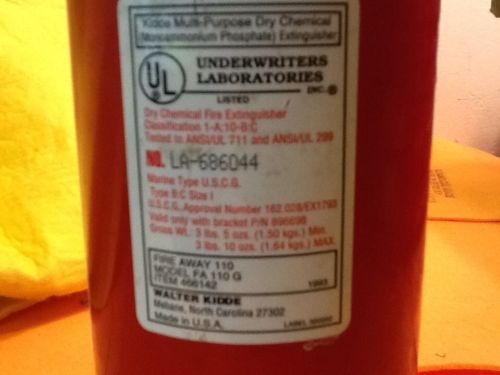 Kidde Multi-Purpose Dry Chemical
(Monoammonium Phosphate) Extinguisher
UL
UNDERWRITERS
LABORATORIES
INC.®
LISTED
Dry Chemical Fire Extinguisher
Classification 1-A:10-B:C
Tested to ANSI/UL 711 and ANSI/UL 299
NO. LA-686044
Marine Type U.S.C.G.
Type B:C Size I
U.S.C.G. Approval Number 162.028/EX1793
Valid only with bracket P/N 896698
Gross Wt.: 3 lbs. 5 ozs. (1.50 kgs.) Min.
3 lbs. 10 ozs. (1.64 kgs.) MAX
FIRE AWAY 110
MODEL FA 110 G
ITEM 466142 1993
WALTER KIDDE
Mebane, North Carolina 27302
Made in U.S.A. LABEL